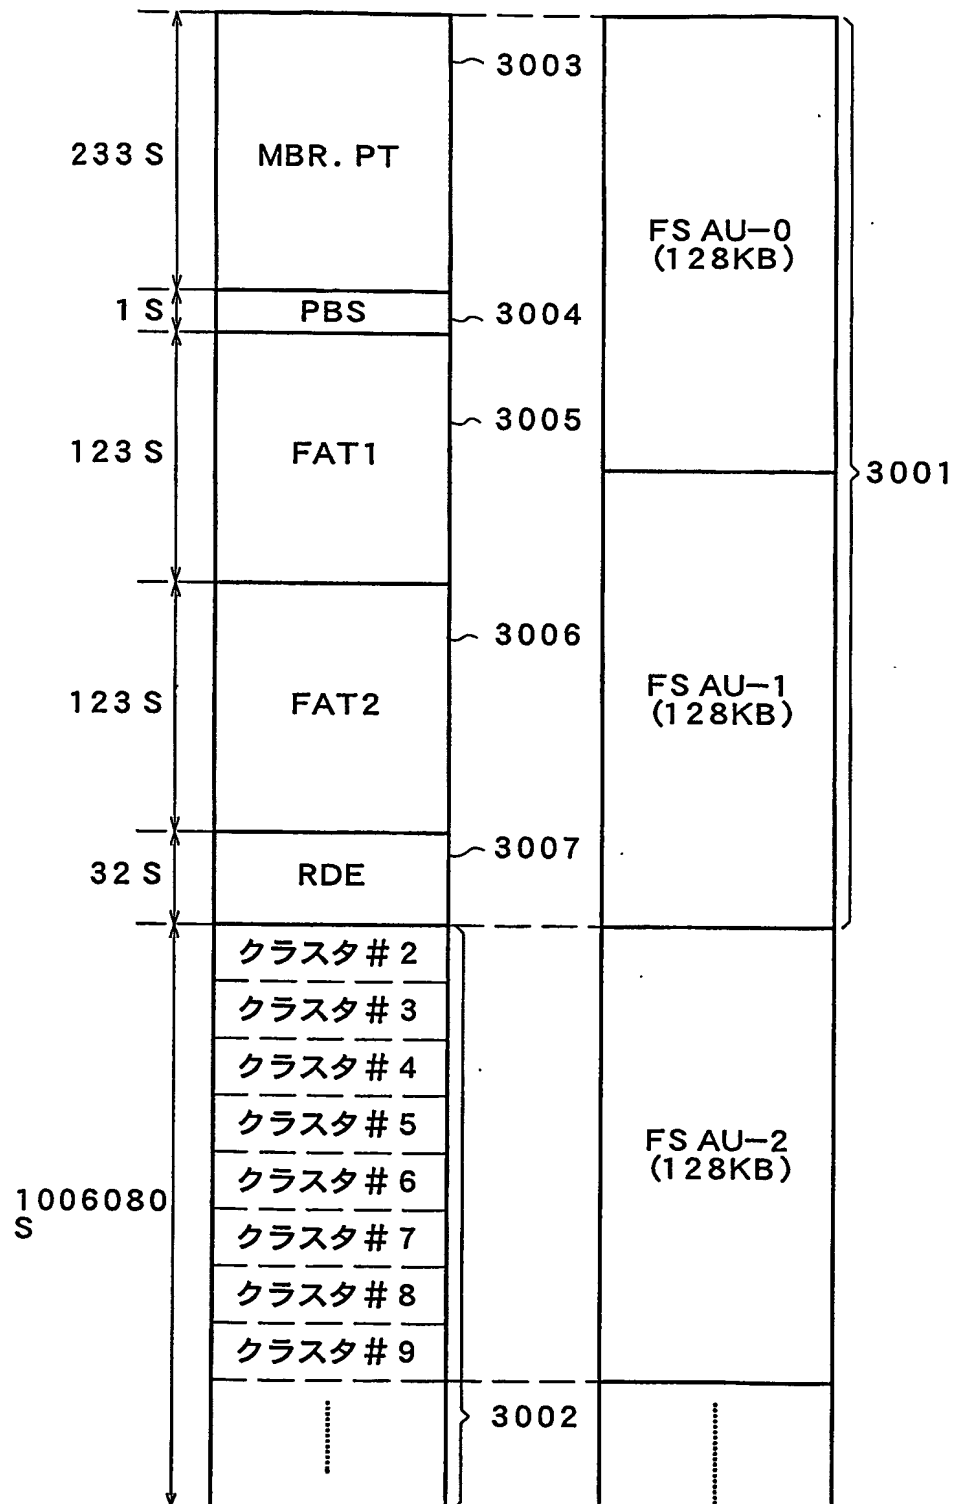 3003
233 S
MBR. PT
FS AU-0
(128KB)
1 S
PBS
3004
3005
123 S
FAT1
3001
3006
123 S
FAT2
FS AU-1
(128KB)
3007
32 S
RDE
クラスタ#2
クラスタ#3
クラスタ#4
クラスタ#5
FS AU-2
(128KB)
クラスタ#6
1006080
S
クラスタ#7
クラスタ#8
クラスタ#9
3002